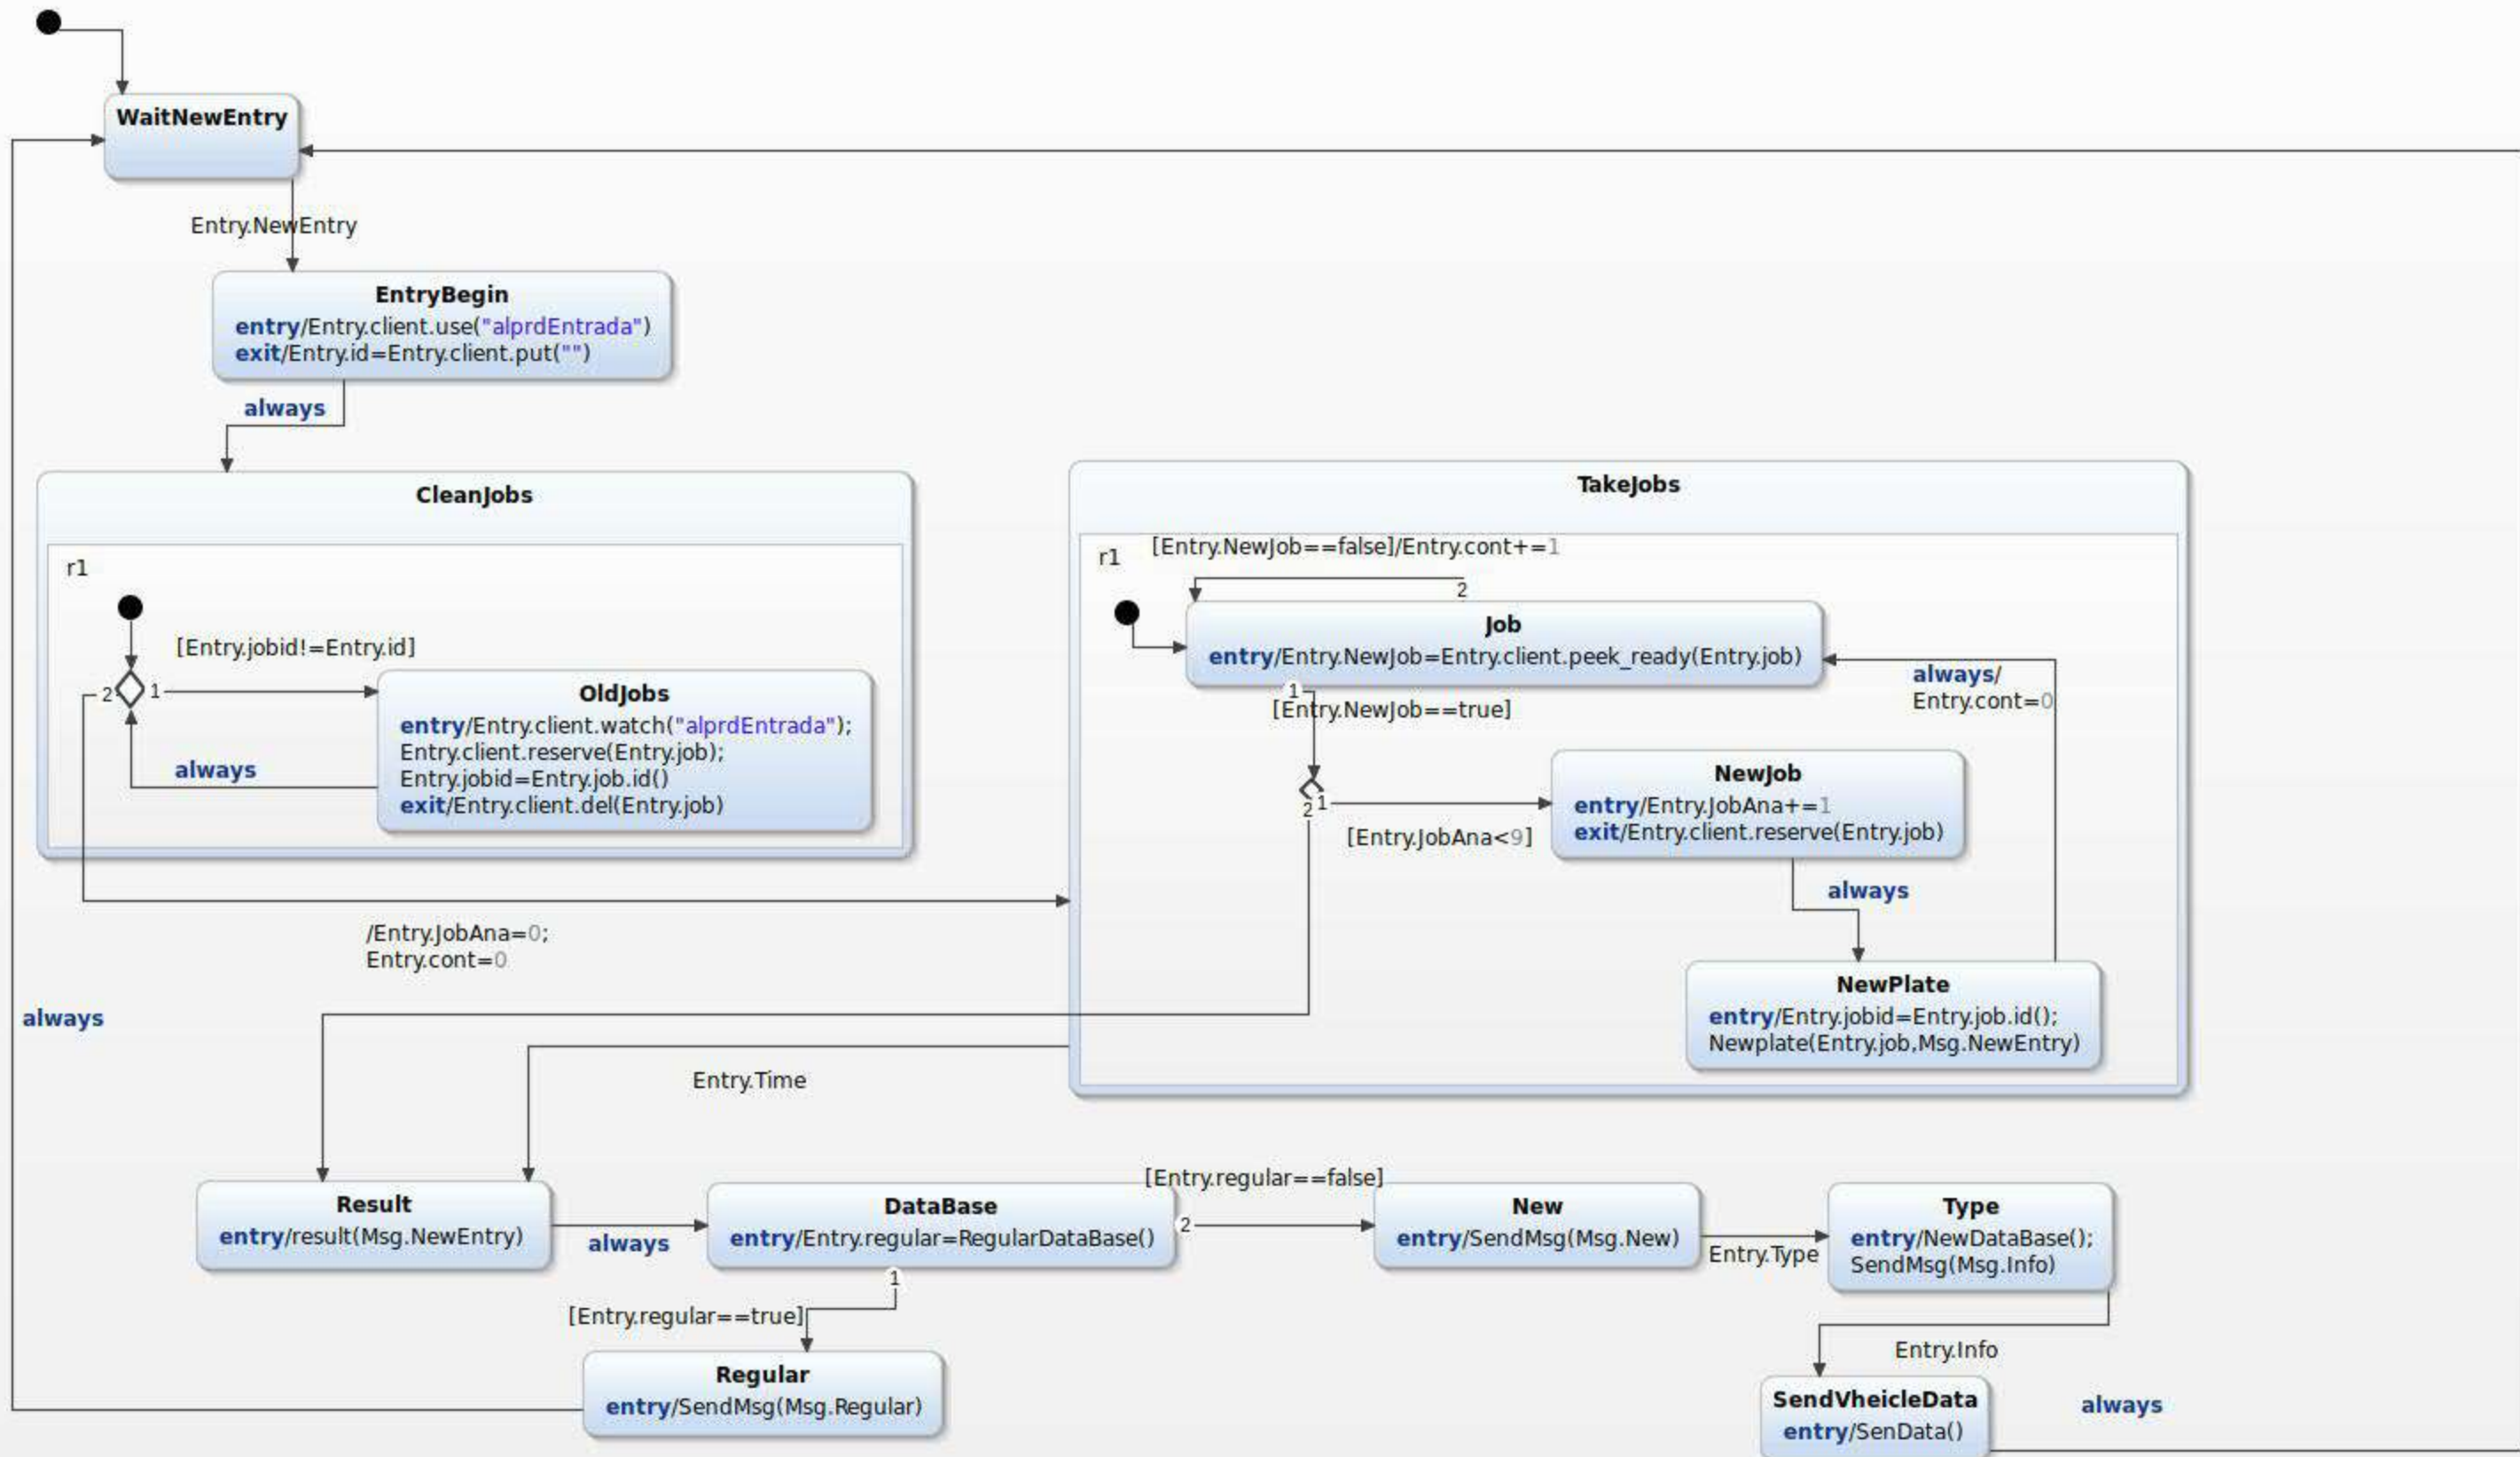 WaitNewEntry
Entry.NewEntry
EntryBegin
entry/Entry.client.use("alprdEntrada")
exit/Entry.id=Entry.client.put("")
always
CleanJobs
r1
[Entry.jobid!=Entry.id]
2
1
OldJobs
entry/Entry.client.watch("alprdEntrada");
Entry.client.reserve(Entry.job);
Entry.jobid=Entry.job.id()
exit/Entry.client.del(Entry.job)
always
/Entry.JobAna=0;
Entry.cont=0
TakeJobs
r1
[Entry.NewJob==false]/Entry.cont+=1
2
Job
entry/Entry.NewJob=Entry.client.peek_ready(Entry.job)
1
[Entry.NewJob==true]
always/
Entry.cont=0
2
1
[Entry.JobAna<9]
NewJob
entry/Entry.JobAna+=1
exit/Entry.client.reserve(Entry.job)
always
NewPlate
entry/Entry.jobid=Entry.job.id();
Newplate(Entry.job,Msg.NewEntry)
always
Entry.Time
Result
entry/result(Msg.NewEntry)
always
DataBase
entry/Entry.regular=RegularDataBase()
[Entry.regular==false]
2
New
entry/SendMsg(Msg.New)
Entry.Type
Type
entry/NewDataBase();
SendMsg(Msg.Info)
1
[Entry.regular==true]
Regular
entry/SendMsg(Msg.Regular)
Entry.Info
SendVheicleData
entry/SenData()
always